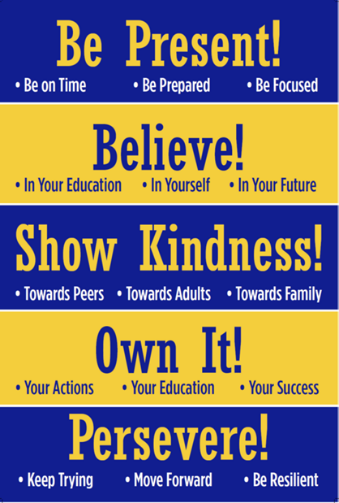 Be Present!
• Be on Time • Be Prepared • Be Focused
Believe!
• In Your Education • In Yourself • In Your Future
Show Kindness!
• Towards Peers • Towards Adults • Towards Family
Own It!
• Your Actions • Your Education • Your Success
Persevere!
• Keep Trying • Move Forward • Be Resilient